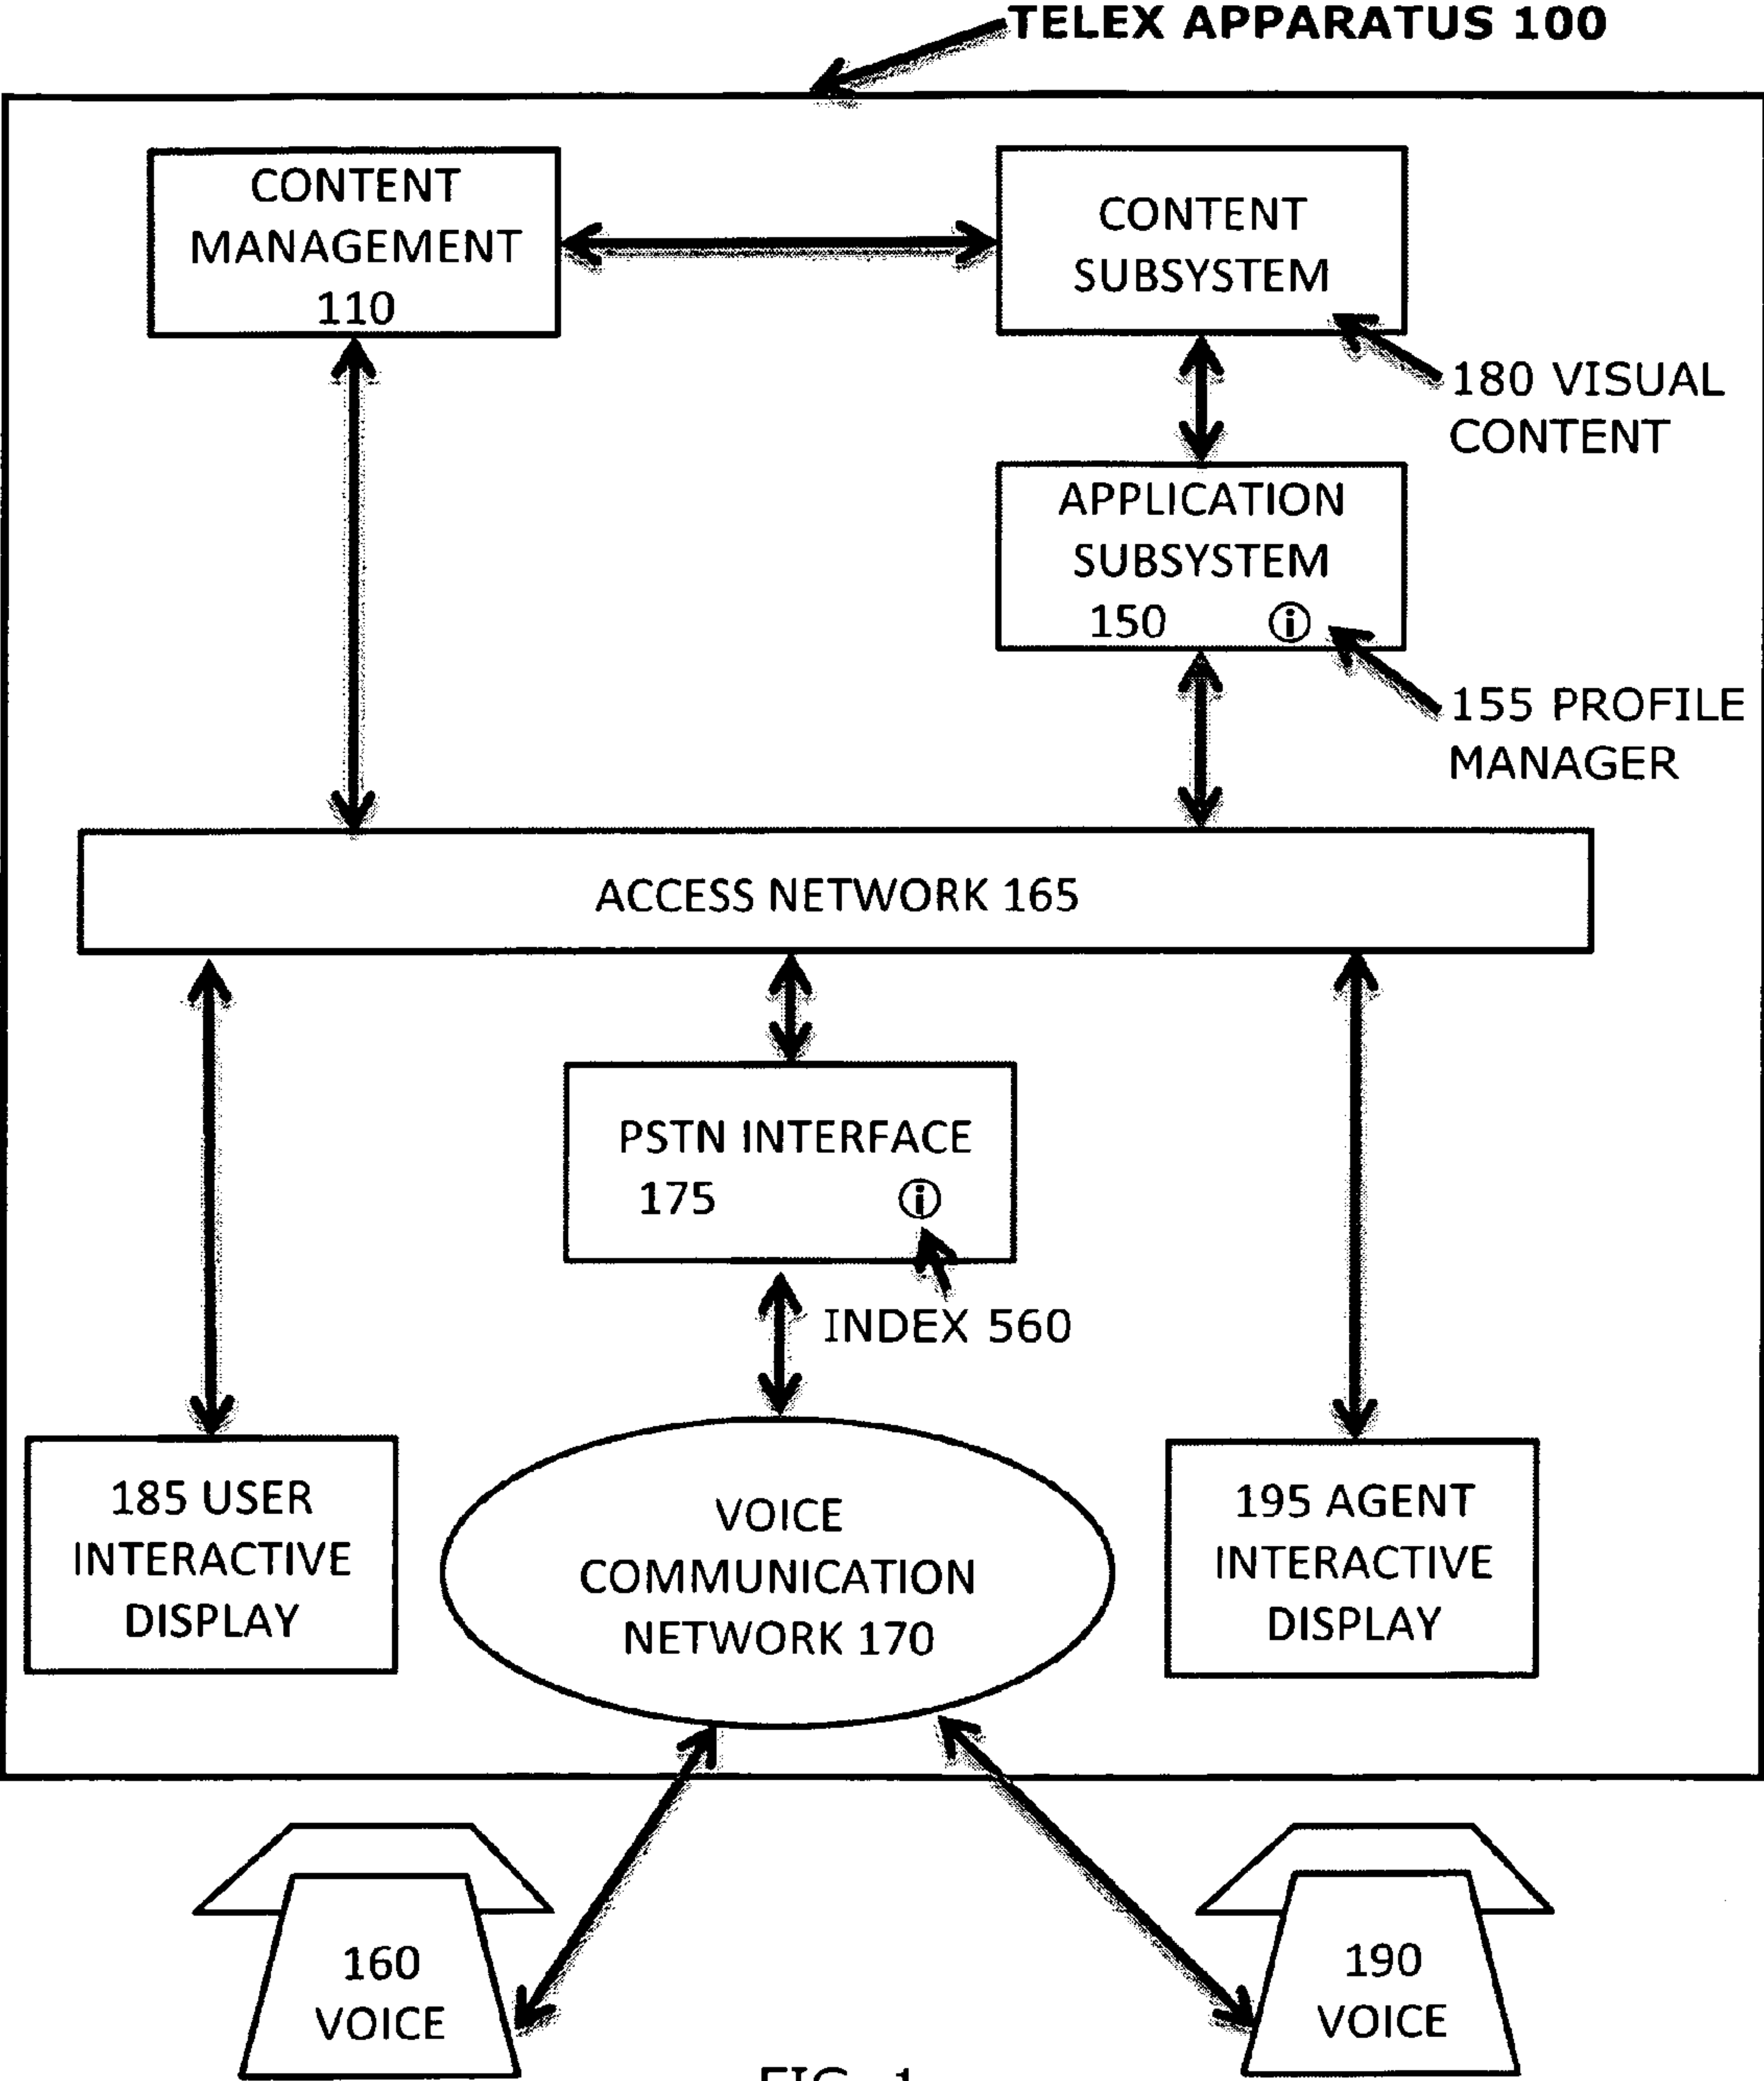 TELEX APPARATUS 100
CONTENT
MANAGEMENT
110
CONTENT
SUBSYSTEM
180 VISUAL
CONTENT
APPLICATION
SUBSYSTEM
150 i
155 PROFILE
MANAGER
ACCESS NETWORK 165
PSTN INTERFACE
175 i
INDEX 560
185 USER
INTERACTIVE
DISPLAY
VOICE
COMMUNICATION
NETWORK 170
195 AGENT
INTERACTIVE
DISPLAY
160
VOICE
190
VOICE
FIG. 1